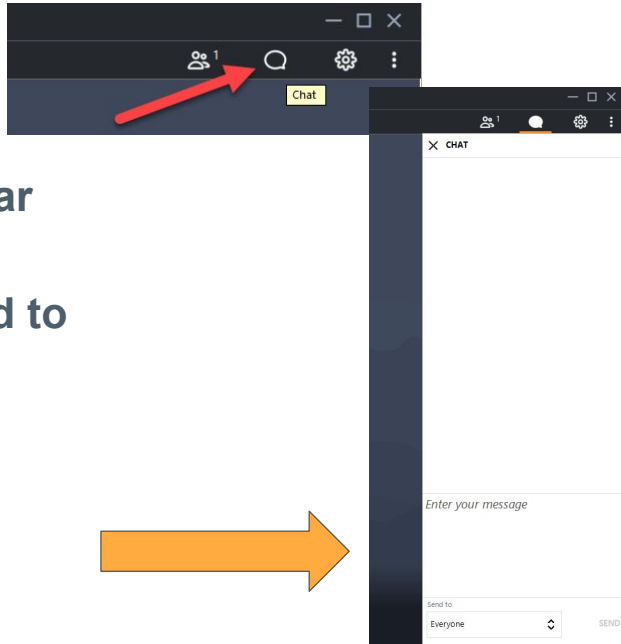 1
Chat
1
CHAT
ar
d to
Enter your message
Send to
Everyone
SEND